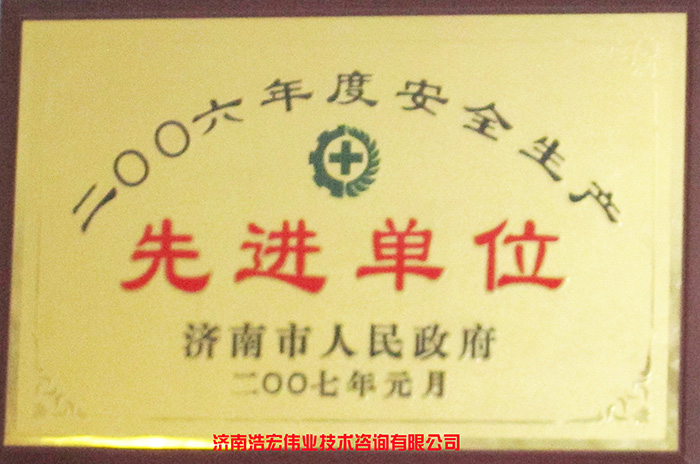 二〇〇六年度安全生产
先进单位
济南市人民政府
二〇〇七年元月
济南浩宏伟业技术咨询有限公司